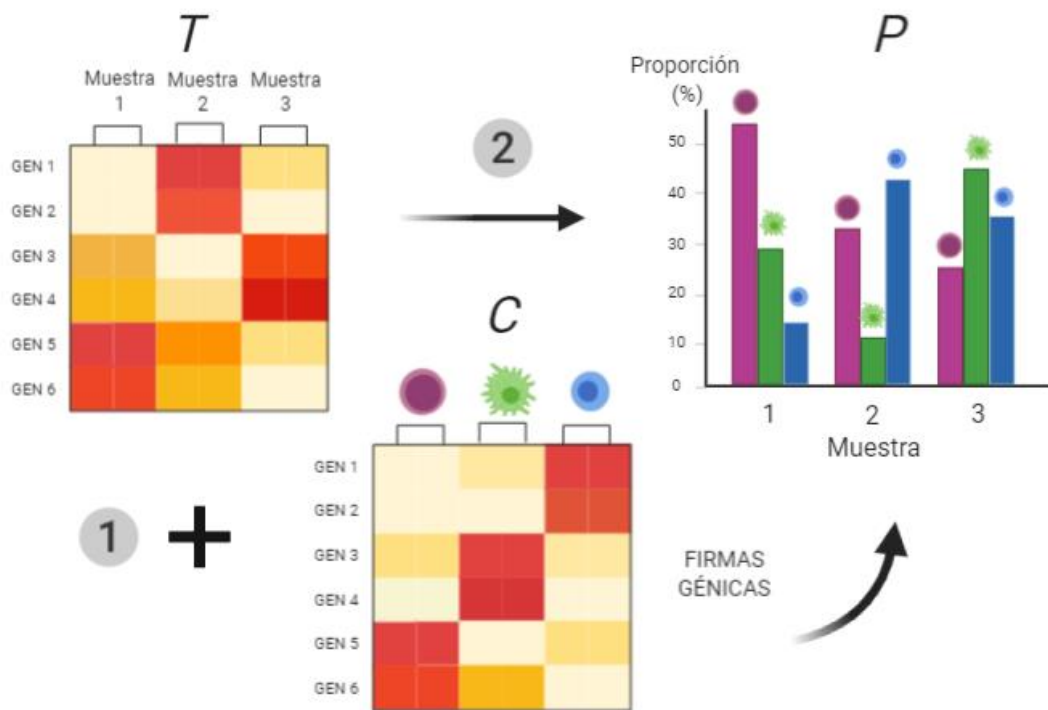 T
Muestra 1
Muestra 2
Muestra 3
GEN 1
GEN 2
GEN 3
GEN 4
GEN 5
GEN 6
2
P
Proporción
(%)
50
40
30
20
10
0
1
2
3
Muestra
C
GEN 1
GEN 2
GEN 3
GEN 4
GEN 5
GEN 6
1
+
FIRMAS
GÉNICAS